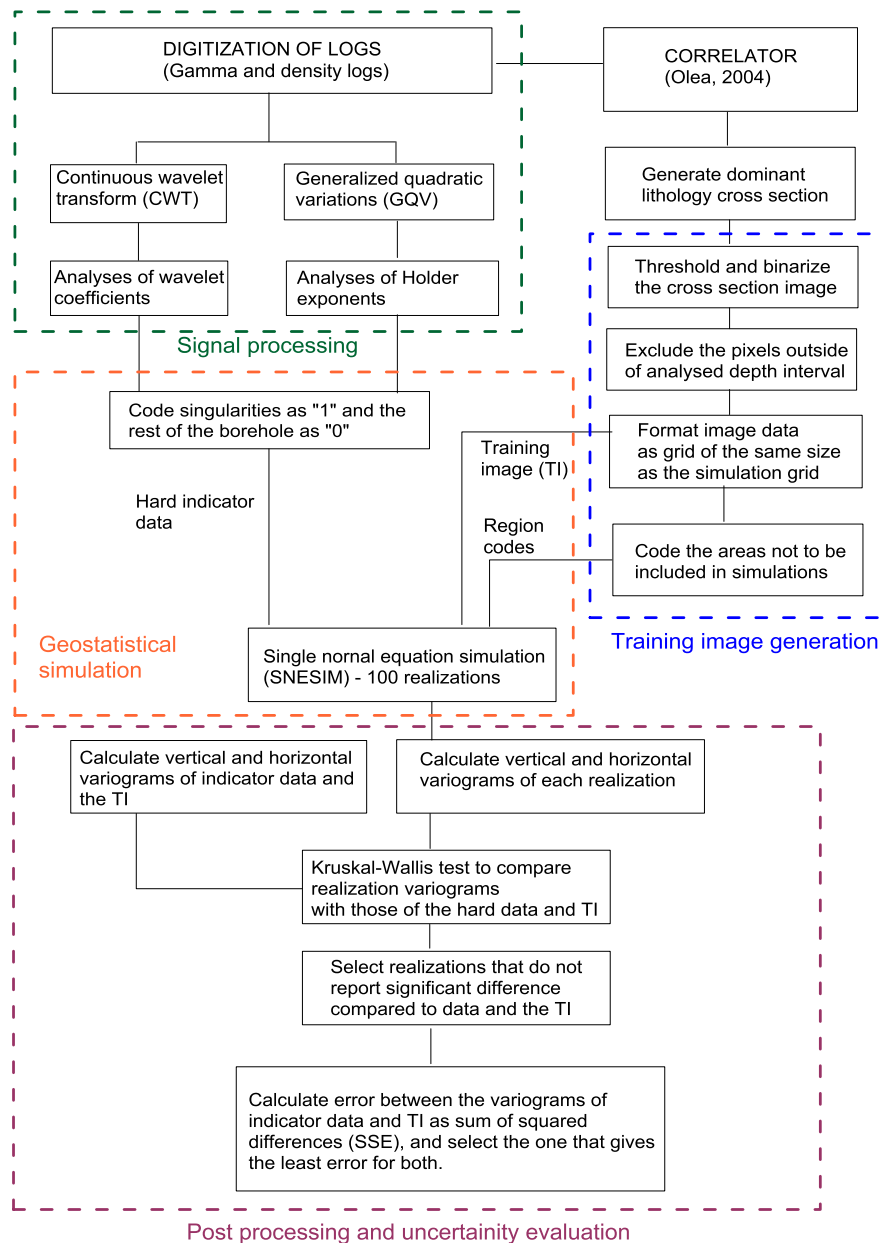 DIGITIZATION OF LOGS
(Gamma and density logs)
CORRELATOR
(Olea, 2004)
Continuous wavelet
transform (CWT)
Generalized quadratic
variations (GQV)
Generate dominant
lithology cross section
Analyses of wavelet
coefficients
Analyses of Holder
exponents
Threshold and binarize
the cross section image
Signal processing
Exclude the pixels outside
of analysed depth interval
Code singularities as "1" and the
rest of the borehole as "0"
Format image data
as grid of the same size
as the simulation grid
Training
image (TI)
Hard indicator
data
Region
codes
Code the areas not to be
included in simulations
Training image generation
Geostatistical
simulation
Single nornal equation simulation
(SNESIM) - 100 realizations
Calculate vertical and horizontal
variograms of indicator data and
the TI
Calculate vertical and horizontal
variograms of each realization
Kruskal-Wallis test to compare
realization variograms
with those of the hard data and TI
Select realizations that do not
report significant difference
compared to data and the TI
Calculate error between the variograms of
indicator data and TI as sum of squared
differences (SSE), and select the one that gives
the least error for both.
Post processing and uncertainity evaluation